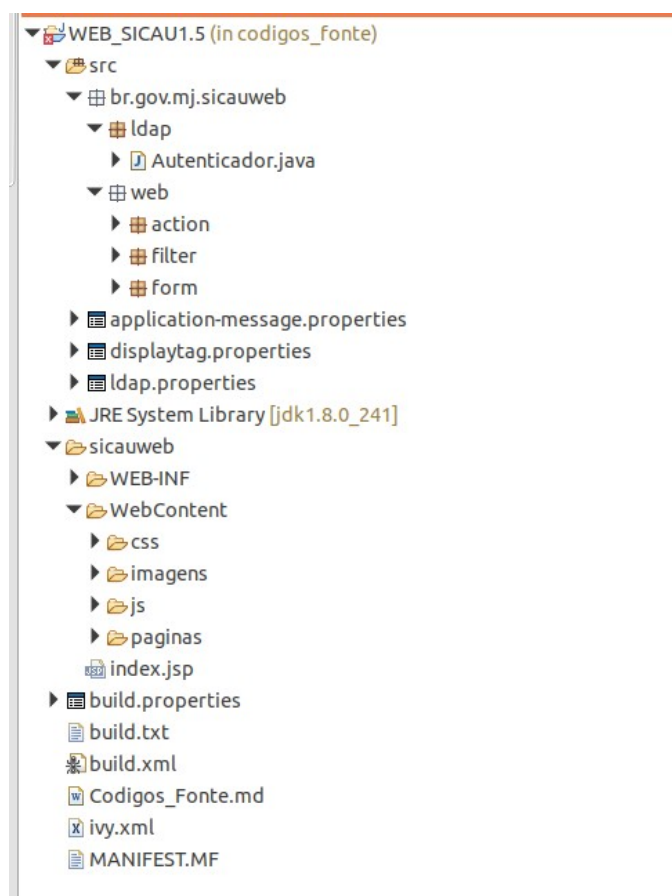 WEB_SICAU1.5 (in codigos_fonte)
src
br.gov.mj.sicauweb
ldap
Autenticador.java
web
action
filter
form
application-message.properties
displaytag.properties
ldap.properties
JRE System Library [jdk1.8.0_241]
sicauweb
WEB-INF
WebContent
css
imagens
js
paginas
index.jsp
build.properties
build.txt
build.xml
Codigos_Fonte.md
ivy.xml
MANIFEST.MF